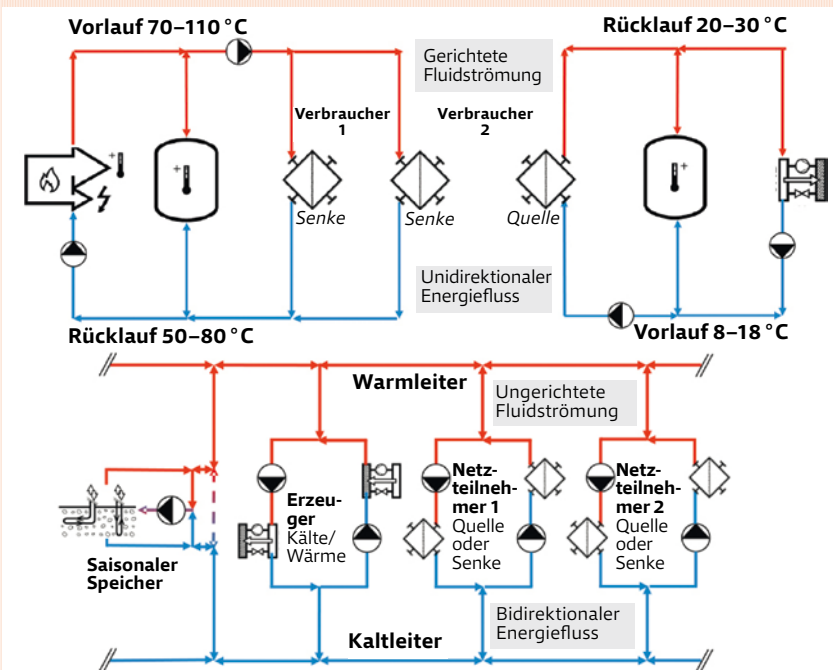 Vorlauf 70–110 °C
Rücklauf 20–30 °C
Gerichtete
Fluidströmung
Verbraucher
1
Verbraucher
2
Senke
Senke
Quelle
Unidirektionaler
Energiefluss
Rücklauf 50–80 °C
Vorlauf 8–18 °C
Warmleiter
Ungerichtete
Fluidströmung
Saisonaler
Speicher
Erzeu-
ger
Kälte/
Wärme
Netz-
teilneh-
mer 1
Quelle
oder
Senke
Netz-
teilneh-
mer 2
Quelle
oder
Senke
Bidirektionaler
Energiefluss
Kaltleiter